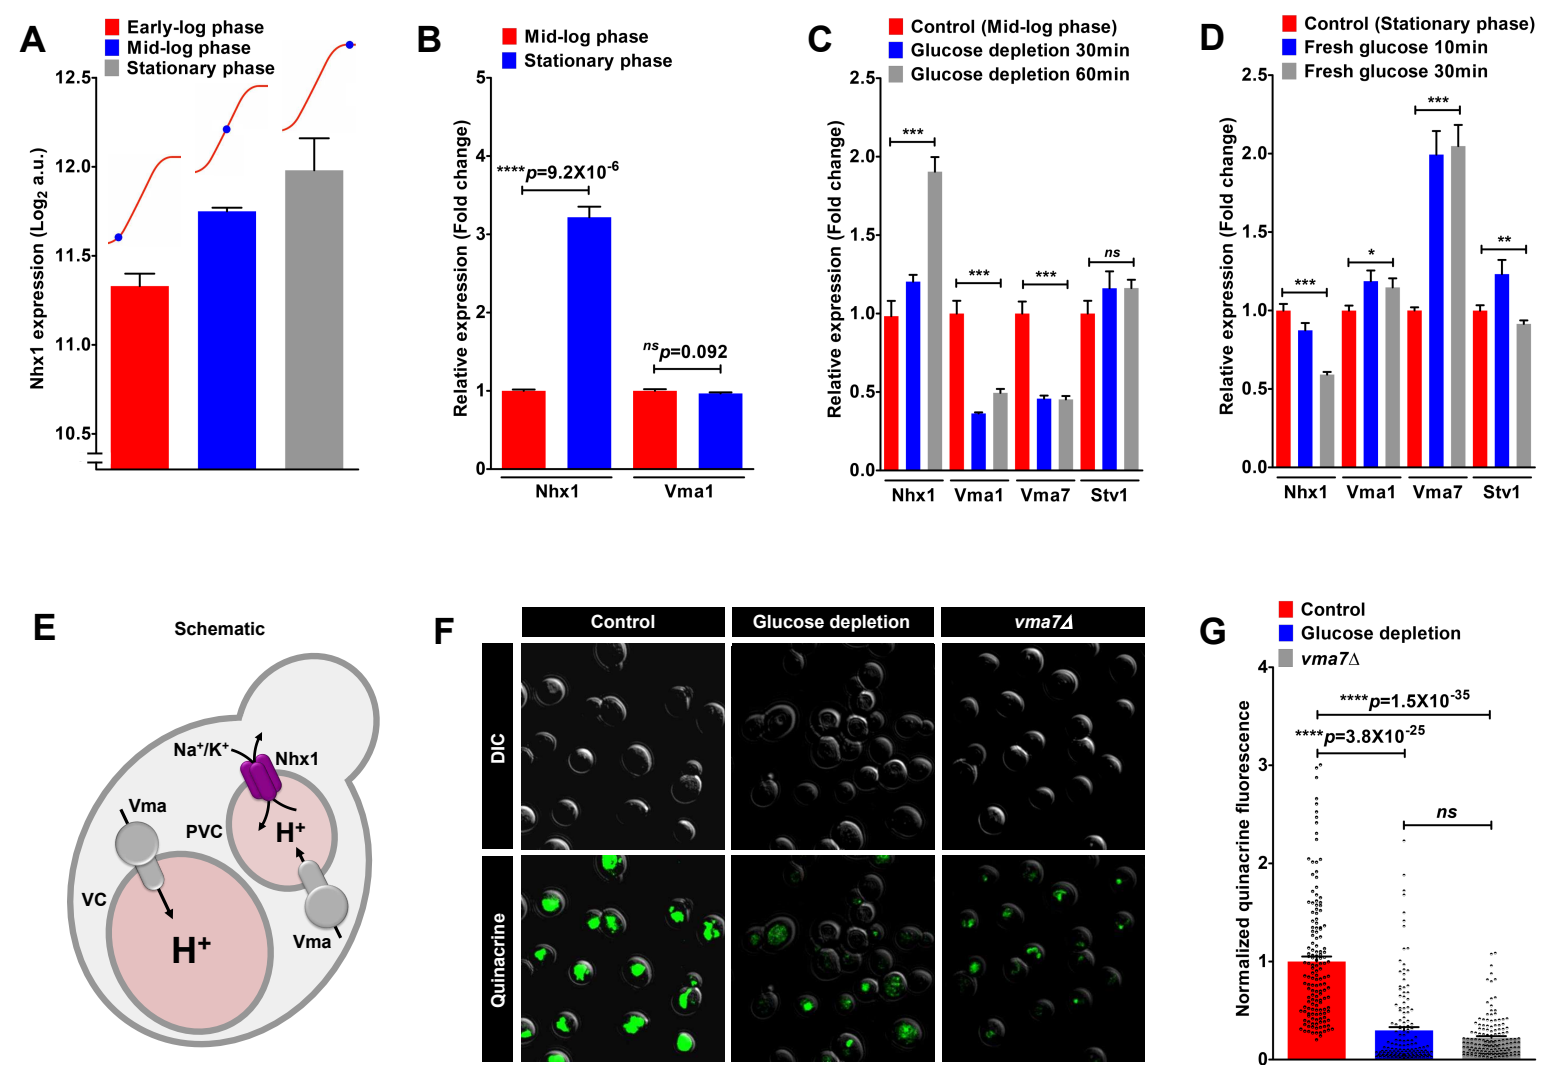 A
Early-log phase
Mid-log phase
Stationary phase
Nhx1 expression (Log2 a.u.)
12.5
12.0
11.5
11.0
10.5
B
Mid-log phase
Stationary phase
Relative expression (Fold change)
5
4
3
2
1
0
****p=9.2X10-6
nsp=0.092
Nhx1
Vma1
C
Control (Mid-log phase)
Glucose depletion 30min
Glucose depletion 60min
Relative expression (Fold change)
2.5
2.0
1.5
1.0
0.5
0.0
***
***
***
ns
Nhx1
Vma1
Vma7
Stv1
D
Control (Stationary phase)
Fresh glucose 10min
Fresh glucose 30min
Relative expression (Fold change)
2.5
2.0
1.5
1.0
0.5
0.0
***
*
***
**
Nhx1
Vma1
Vma7
Stv1
E
Schematic
Na+/K+
Nhx1
Vma
PVC
H+
VC
H+
Vma
F
Control
Glucose depletion
vma7Δ
DIC
Quinacrine
G
Control
Glucose depletion
vma7Δ
Normalized quinacrine fluorescence
4
3
2
1
0
****p=1.5X10-35
****p=3.8X10-25
ns